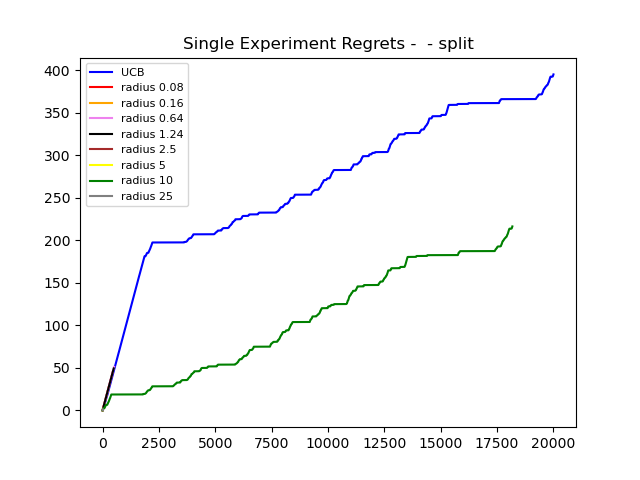 Single Experiment Regrets -  - split
400
350
300
250
200
150
100
50
0
UCB
radius 0.08
radius 0.16
radius 0.64
radius 1.24
radius 2.5
radius 5
radius 10
radius 25
0 2500 5000 7500 10000 12500 15000 17500 20000